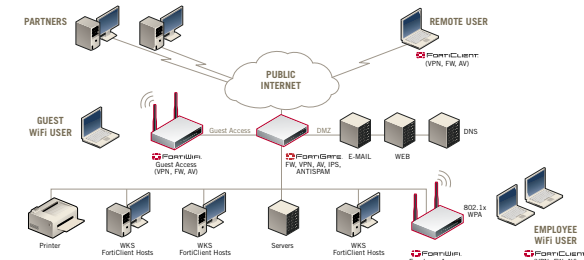 PARTNERS
REMOTE USER
FORTICLIENT
(VPN, FW, AV)
PUBLIC
INTERNET
GUEST
WiFi USER
Guest Access
DMZ
DNS
FORTIWIFI
Guest Access
(VPN, FW, AV)
FORTIGATE
FW, VPN, AV, IPS,
ANTISPAM
E-MAIL
WEB
802.1x
WPA
EMPLOYEE
WiFi USER
Printer
WKS
FortiClient Hosts
WKS
FortiClient Hosts
Servers
WKS
FortiClient Hosts
FORTIWIFI
FORTICLIENT